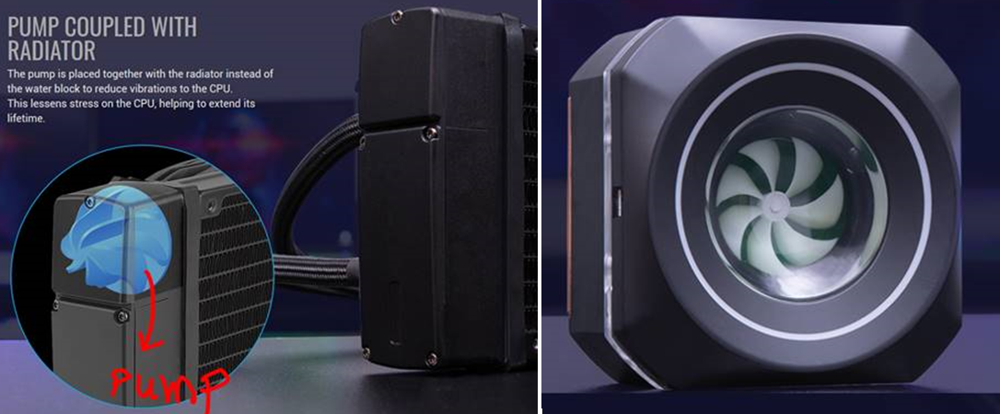 PUMP COUPLED WITH
RADIATOR
The pump is placed together with the radiator instead of
the water block to reduce vibrations to the CPU.
This lessens stress on the CPU, helping to extend its
lifetime.
pump